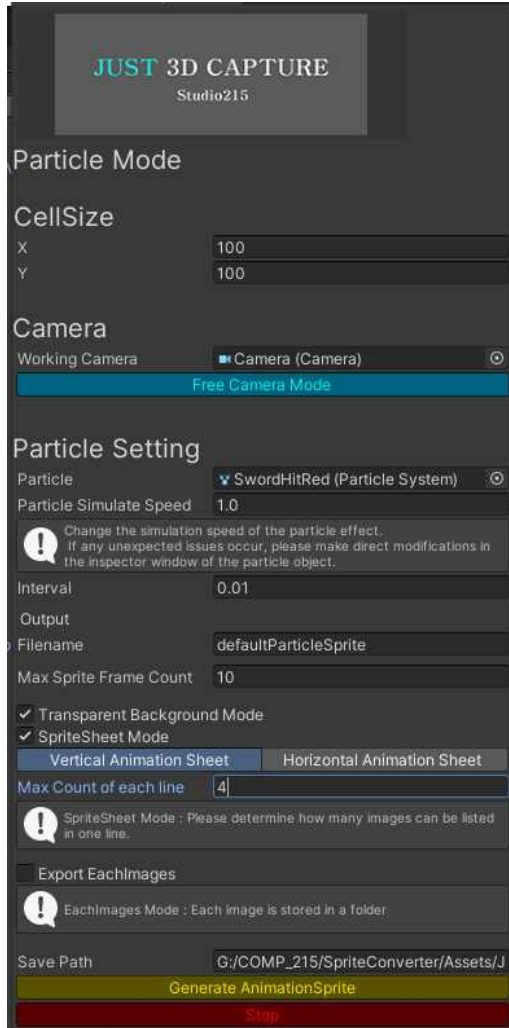 JUST 3D CAPTURE
Studio215
Particle Mode
CellSize
X 100
Y 100
Camera
Working Camera Camera (Camera)
Free Camera Mode
Particle Setting
Particle SwordHitRed (Particle System)
Particle Simulate Speed 1.0
Change the simulation speed of the particle effect.
If any unexpected issues occur, please make direct modifications in
the inspector window of the particle object.
Interval 0.01
Output
Filename defaultParticleSprite
Max Sprite Frame Count 10
Transparent Background Mode
SpriteSheet Mode
Vertical Animation Sheet Horizontal Animation Sheet
Max Count of each line 4
SpriteSheet Mode : Please determine how many images can be listed
in one line.
Export EachImages
EachImages Mode : Each image is stored in a folder
Save Path G:/COMP_215/SpriteConverter/Assets/J
Generate AnimationSprite
Stop